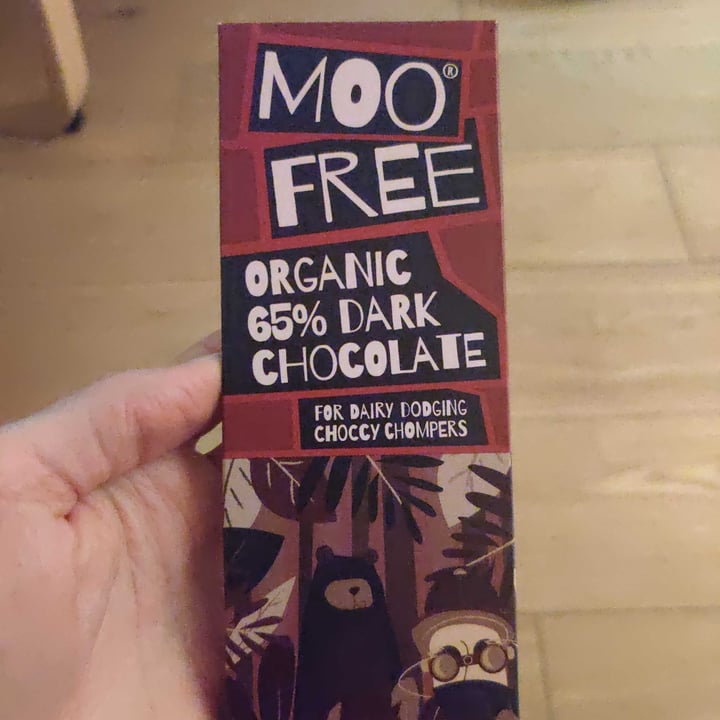 MOO®
FREE
ORGANIC
65% DARK
CHOCOLATE
FOR DAIRY DODGING
CHOCCY CHOMPERS